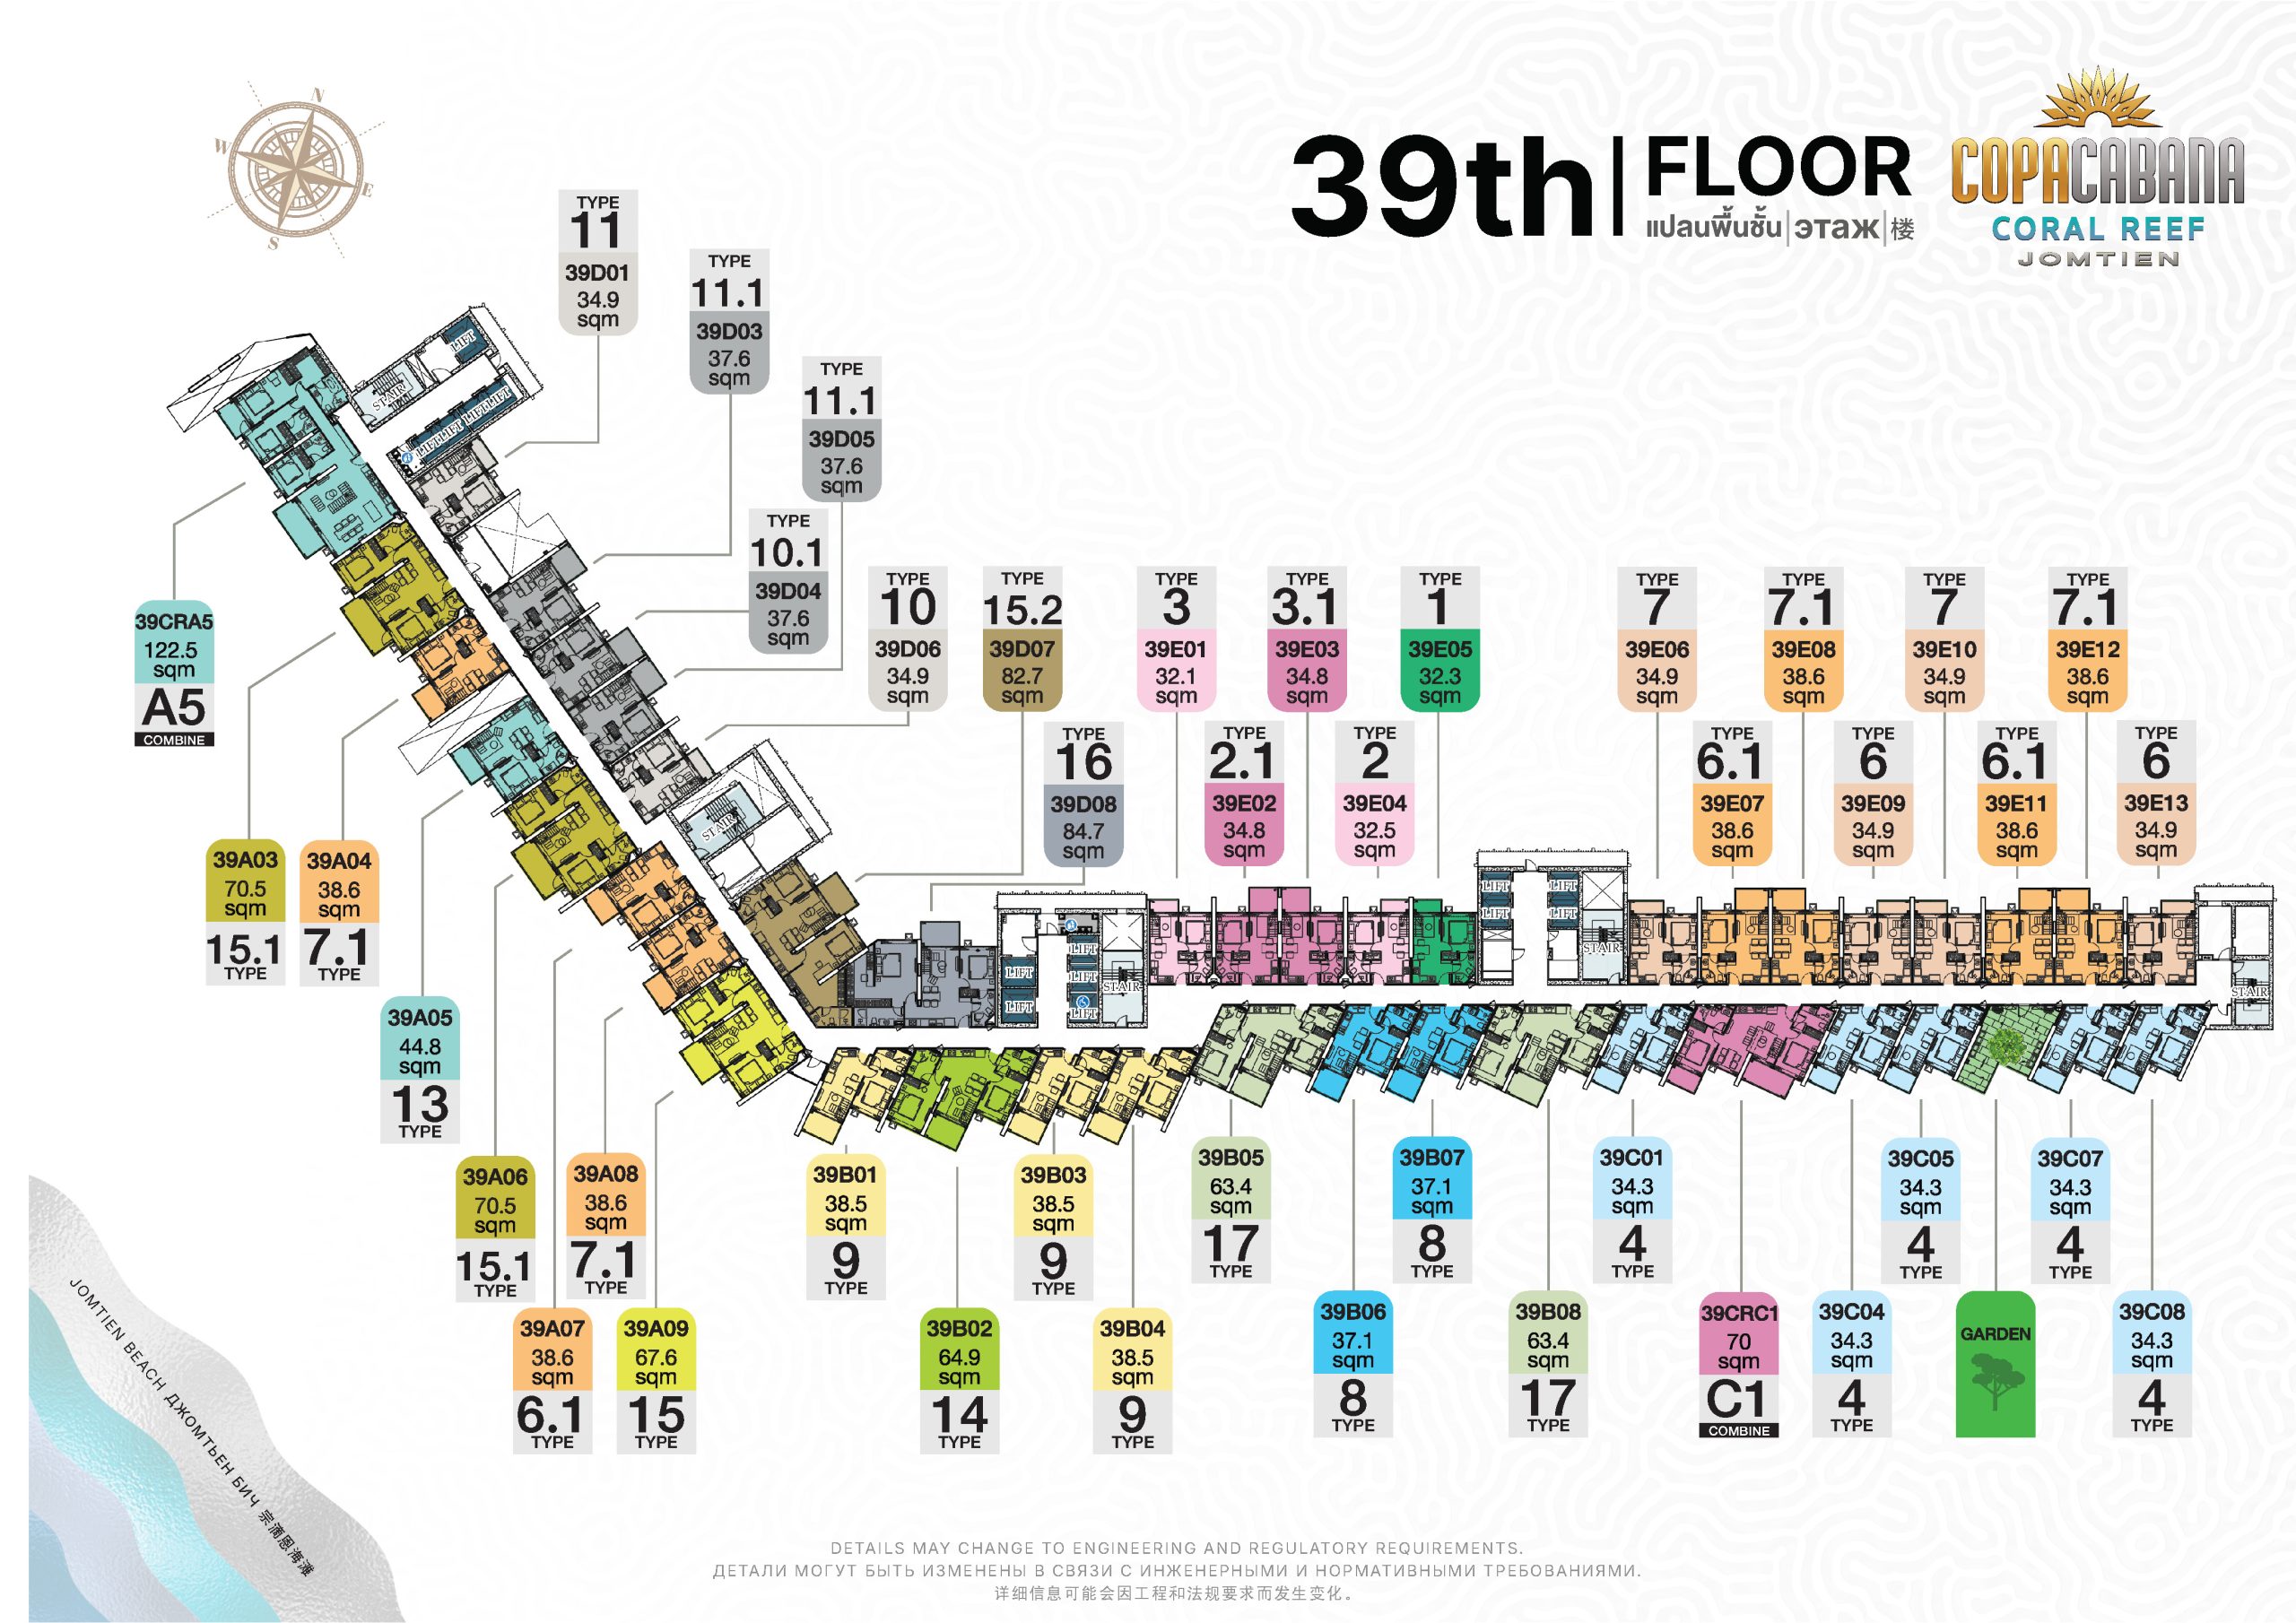 39th
FLOOR
แปลนพื้นชั้น | этаж | 楼
COPACABANA
CORAL REEF
JOMTIEN
N
W
E
S
TYPE
11
39D01
34.9
sqm
TYPE
11.1
39D03
37.6
sqm
TYPE
11.1
39D05
37.6
sqm
TYPE
10.1
39D04
37.6
sqm
TYPE
10
39D06
34.9
sqm
TYPE
15.2
39D07
82.7
sqm
TYPE
16
39D08
84.7
sqm
TYPE
3
39E01
32.1
sqm
TYPE
2.1
39E02
34.8
sqm
TYPE
3.1
39E03
34.8
sqm
TYPE
2
39E04
32.5
sqm
TYPE
1
39E05
32.3
sqm
TYPE
7
39E06
34.9
sqm
TYPE
6.1
39E07
38.6
sqm
TYPE
7.1
39E08
38.6
sqm
TYPE
6
39E09
34.9
sqm
TYPE
7
39E10
34.9
sqm
TYPE
6.1
39E11
38.6
sqm
TYPE
7.1
39E12
38.6
sqm
TYPE
6
39E13
34.9
sqm
LIFT
STAIR
LIFT LIFT LIFT LIFT
STAIR
LIFT
LIFT
LIFT
LIFT
LIFT
STAIR
LIFT
LIFT
LIFT
LIFT
STAIR
STAIR
39CRA5
122.5
sqm
A5
COMBINE
39A03
70.5
sqm
15.1
TYPE
39A04
38.6
sqm
7.1
TYPE
39A05
44.8
sqm
13
TYPE
39A06
70.5
sqm
15.1
TYPE
39A07
38.6
sqm
6.1
TYPE
39A08
38.6
sqm
7.1
TYPE
39A09
67.6
sqm
15
TYPE
39B01
38.5
sqm
9
TYPE
39B02
64.9
sqm
14
TYPE
39B03
38.5
sqm
9
TYPE
39B04
38.5
sqm
9
TYPE
39B05
63.4
sqm
17
TYPE
39B06
37.1
sqm
8
TYPE
39B07
37.1
sqm
8
TYPE
39B08
63.4
sqm
17
TYPE
39C01
34.3
sqm
4
TYPE
39CRC1
70
sqm
C1
COMBINE
39C04
34.3
sqm
4
TYPE
39C05
34.3
sqm
4
TYPE
GARDEN
39C07
34.3
sqm
4
TYPE
39C08
34.3
sqm
4
TYPE
JOMTIEN BEACH ДЖОМТЬЕН БИЧ 宗滴恩海滩
DETAILS MAY CHANGE TO ENGINEERING AND REGULATORY REQUIREMENTS.
ДЕТАЛИ МОГУТ БЫТЬ ИЗМЕНЕНЫ В СВЯЗИ С ИНЖЕНЕРНЫМИ И НОРМАТИВНЫМИ ТРЕБОВАНИЯМИ.
详细信息可能会因工程和法规要求而发生变化。